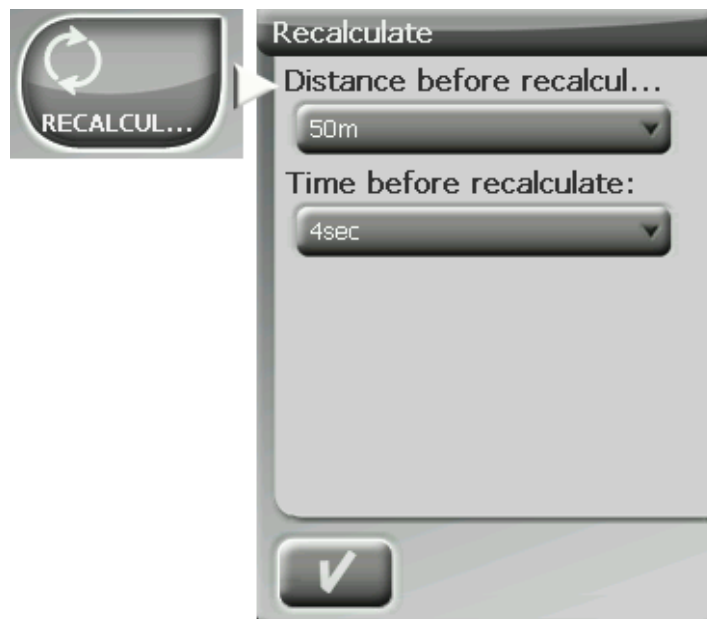 RECALCUL...
Recalculate
Distance before recalcul...
50m
Time before recalculate:
4sec